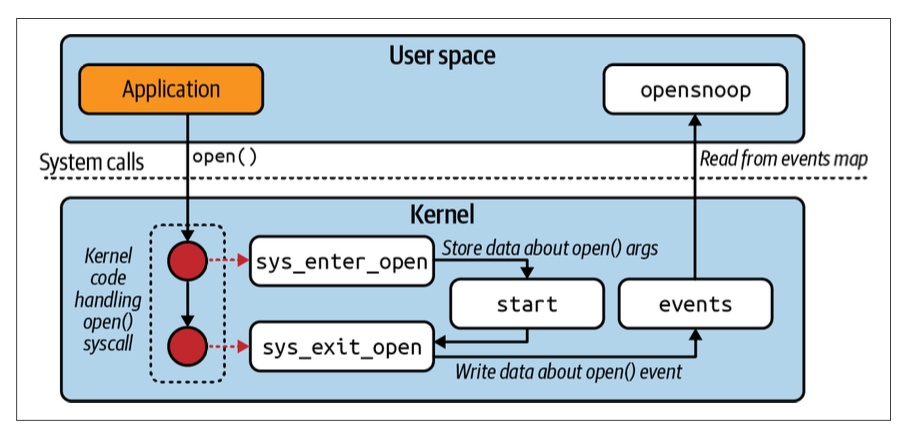 User space
Application
opensnoop
System calls
open()
Read from events map
Kernel
Kernel
code
handling
open()
syscall
sys_enter_open
Store data about open() args
start
events
sys_exit_open
Write data about open() event